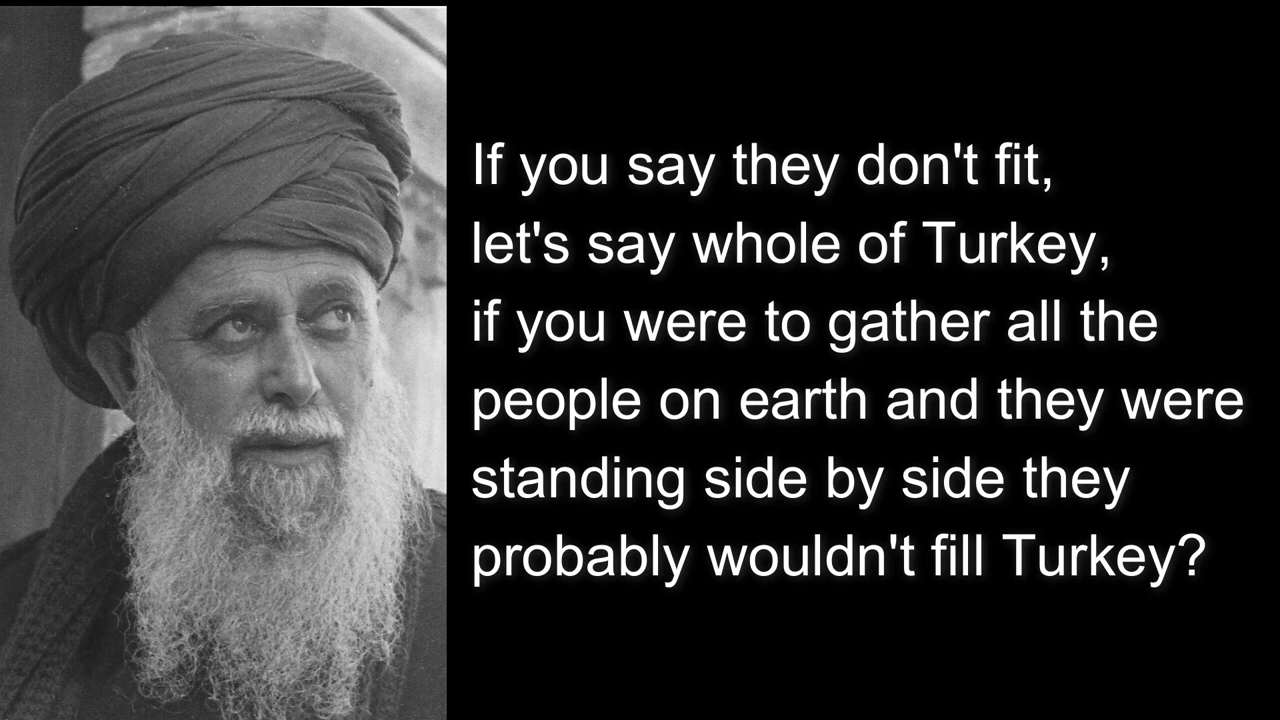 If you say they don't fit,
let's say whole of Turkey,
if you were to gather all the
people on earth and they were
standing side by side they
probably wouldn't fill Turkey?